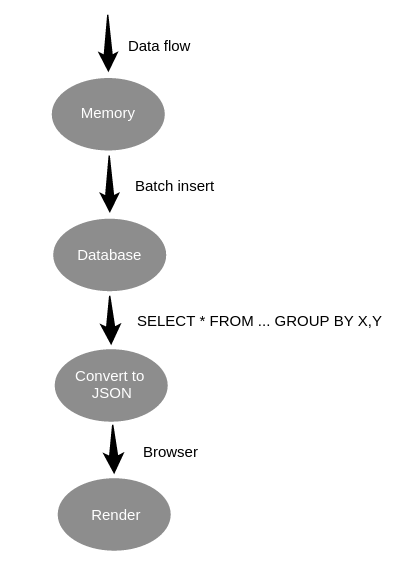 Data flow
Memory
Batch insert
Database
SELECT * FROM ... GROUP BY X,Y
Convert to
JSON
Browser
Render